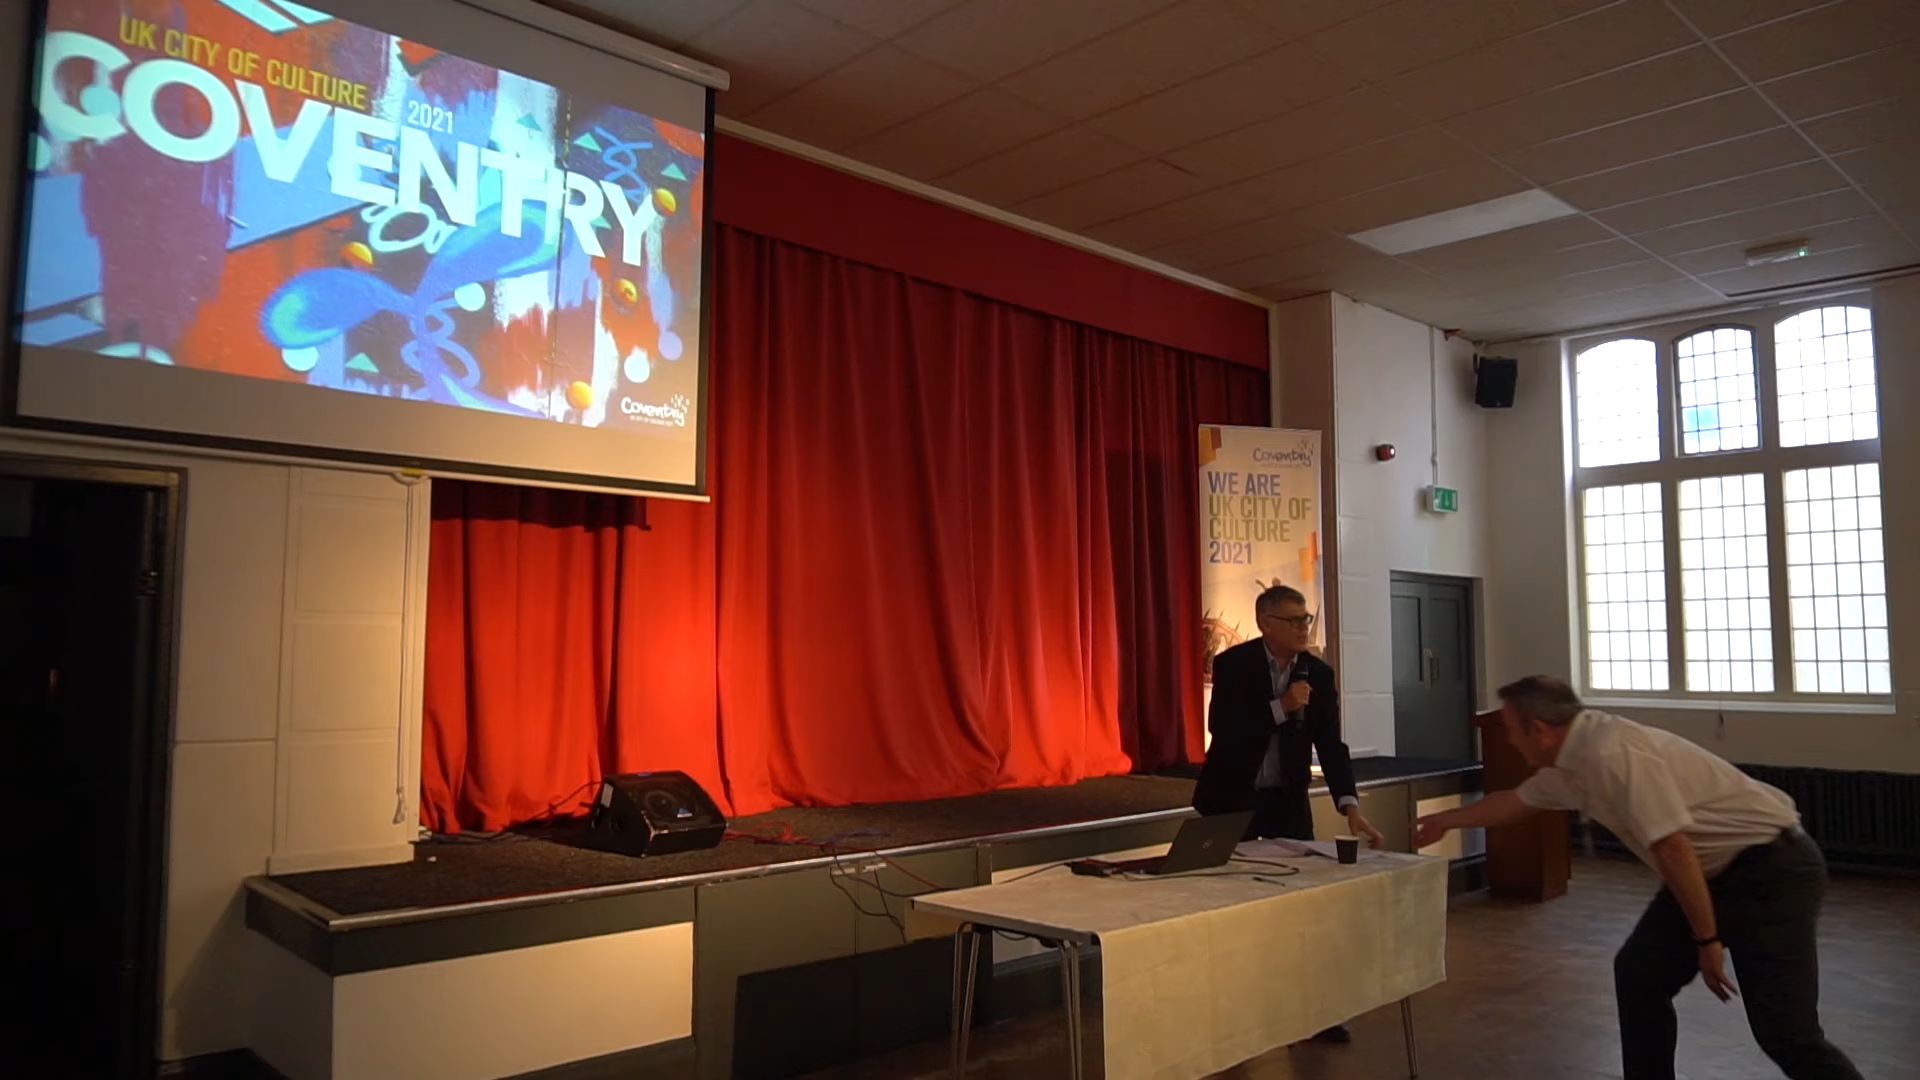 UK CITY OF CULTURE
2021
COVENTRY
Coventry
Coventry
WE ARE
UK CITY OF
CULTURE
2021